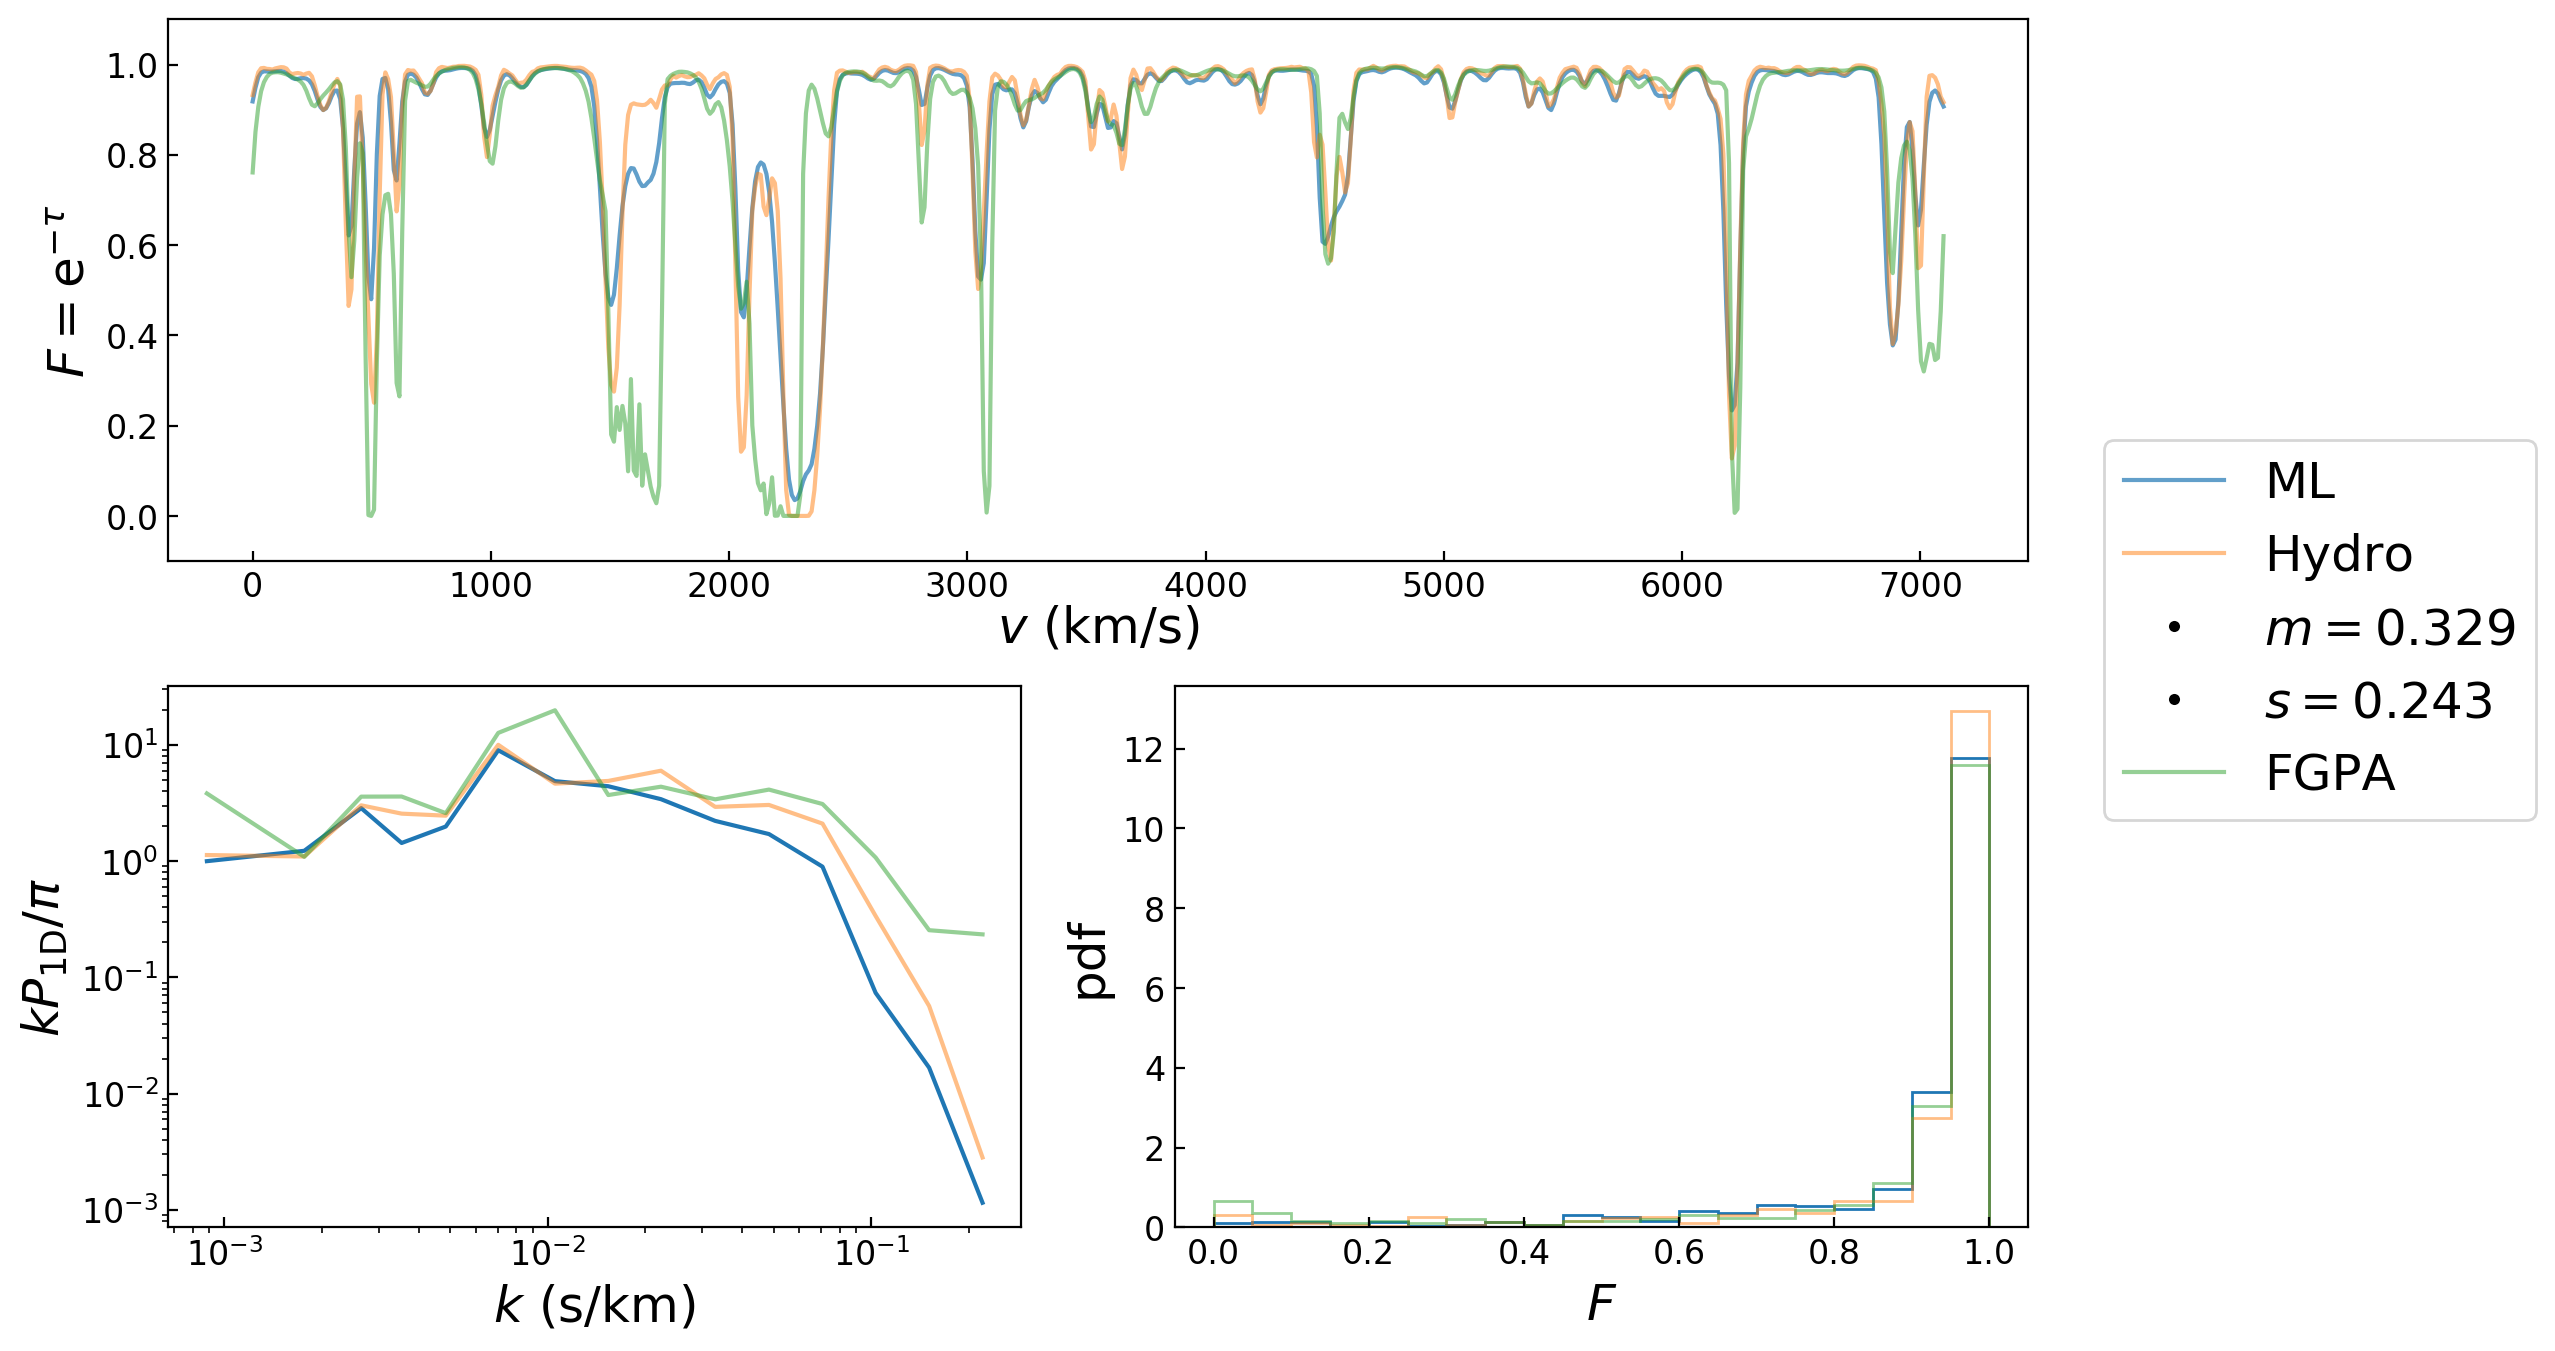 1.0
0.8
0.6
0.4
0.2
0.0
F = e^{−τ}
0 1000 2000 3000 4000 5000 6000 7000
v (km/s)
ML
Hydro
m = 0.329
s = 0.243
FGPA
10^1
10^0
10^{−1}
10^{−2}
10^{−3}
kP_{1D}/π
10^{−3} 10^{−2} 10^{−1}
k (s/km)
12
10
8
6
4
2
0
pdf
0.0 0.2 0.4 0.6 0.8 1.0
F